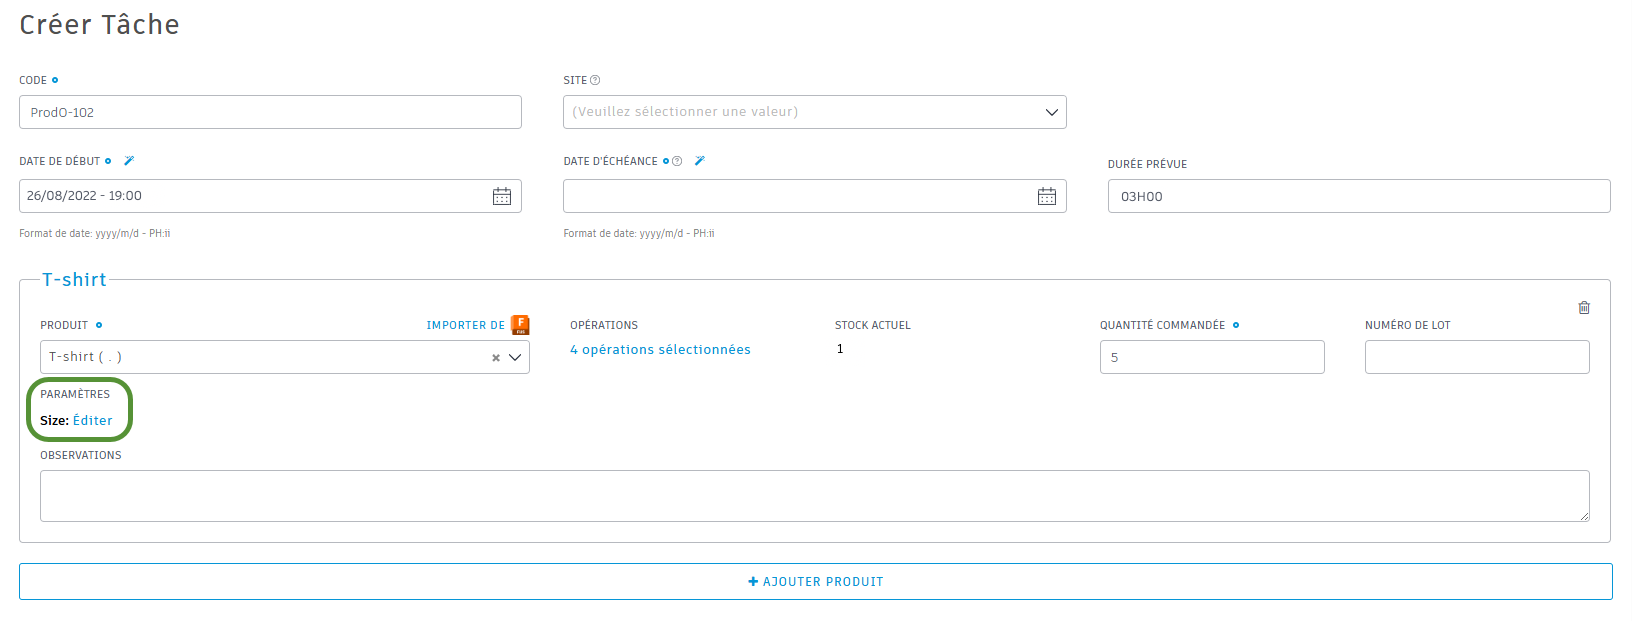 Créer Tâche
CODE
SITE
ProdO-102
(Veuillez sélectionner une valeur)
DATE DE DÉBUT
DATE D'ÉCHÉANCE
DURÉE PRÉVUE
26/08/2022 - 19:00
03H00
Format de date: yyyy/m/d - PH:ii
Format de date: yyyy/m/d - PH:ii
T-shirt
PRODUIT
IMPORTER DE
OPÉRATIONS
STOCK ACTUEL
QUANTITÉ COMMANDÉE
NUMÉRO DE LOT
T-shirt ( . )
4 opérations sélectionnées
1
5
PARAMÈTRES
Size: Éditer
OBSERVATIONS
+ AJOUTER PRODUIT